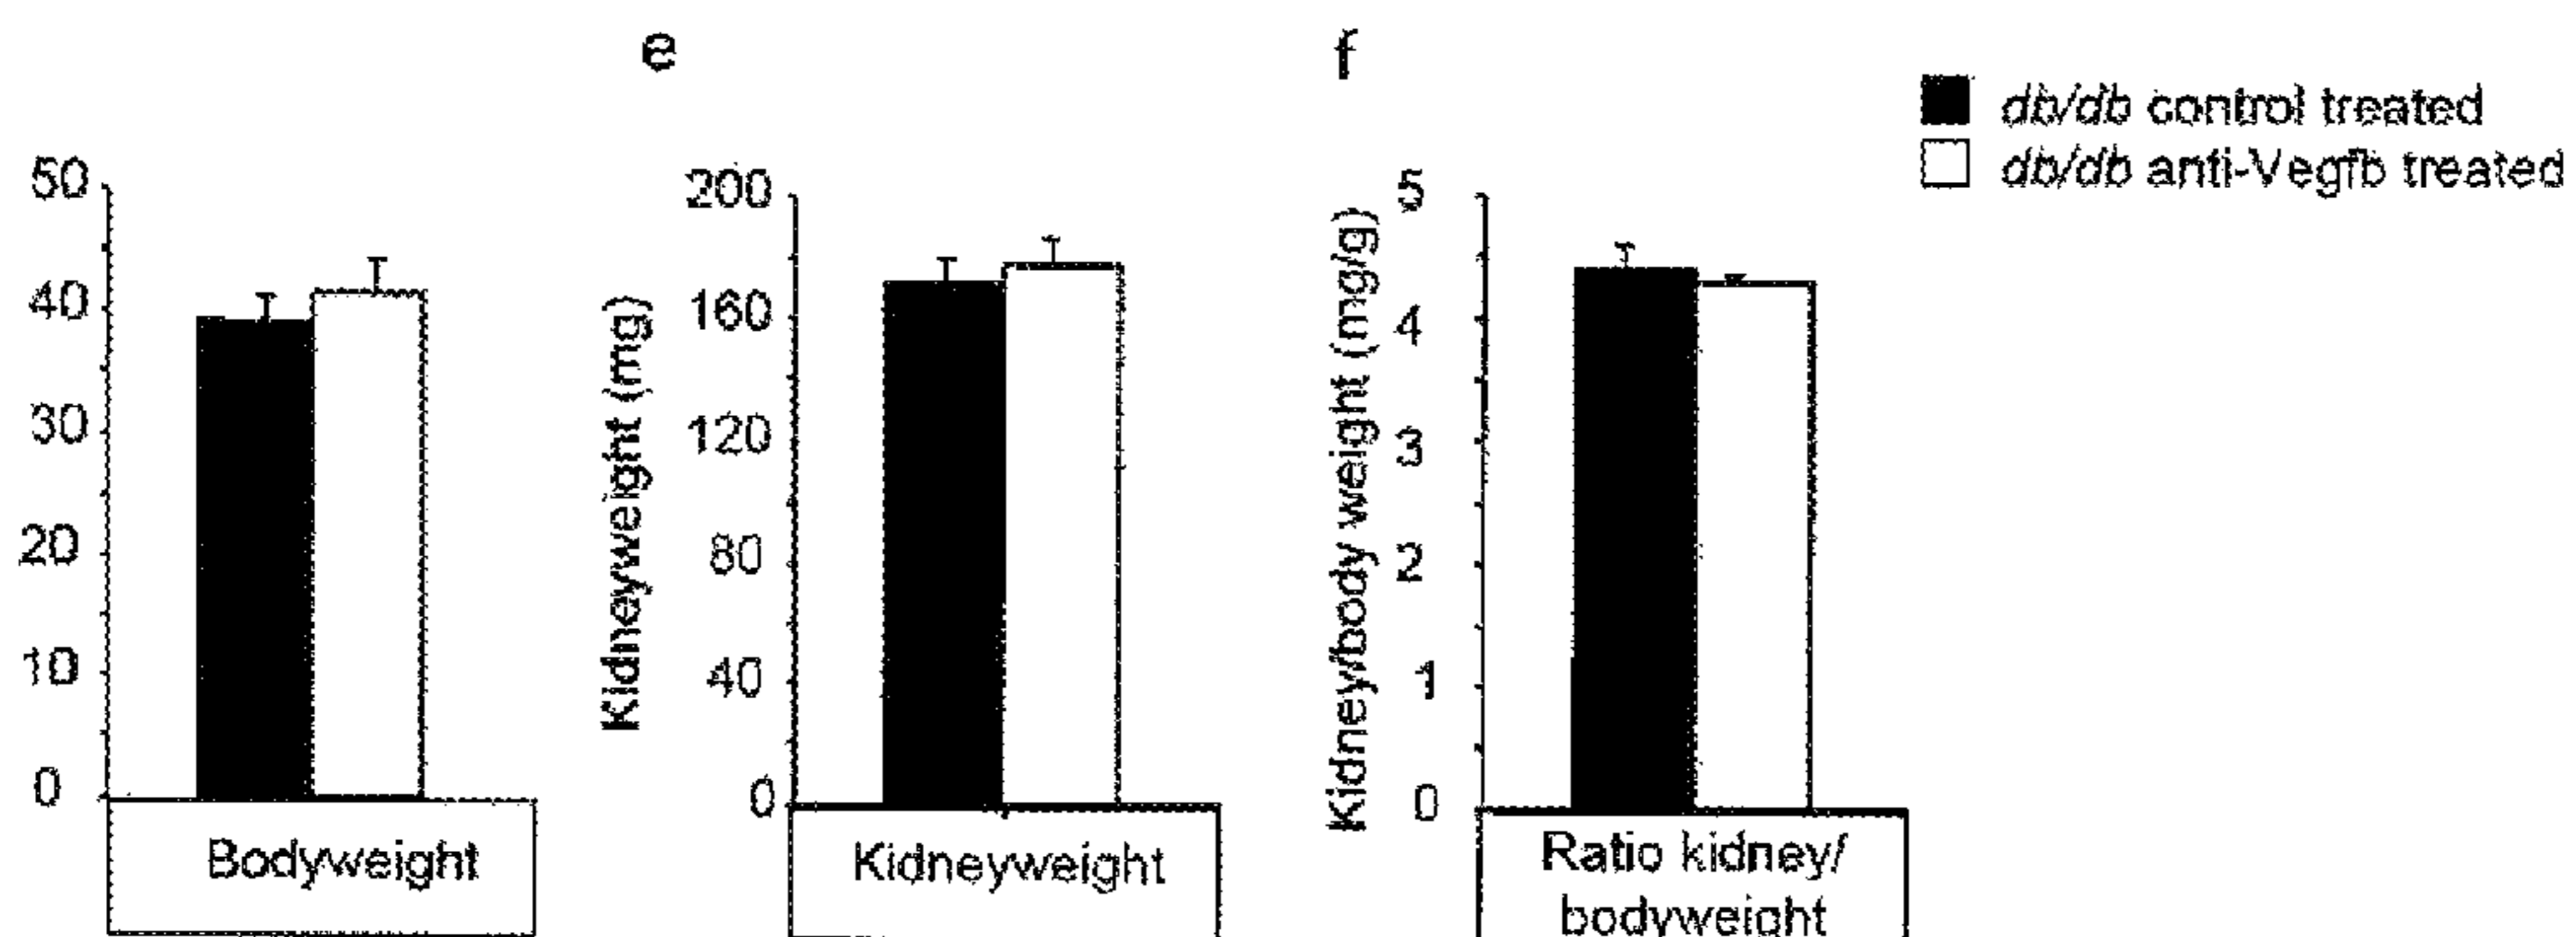 e
f
db/db control treated
db/db anti-Vegfb treated
50
40
30
20
10
0
Bodyweight
Kidneyweight (mg)
200
160
120
80
40
0
Kidneyweight
Kidney/body weight (mg/g)
5
4
3
2
1
0
Ratio kidney/
bodyweight